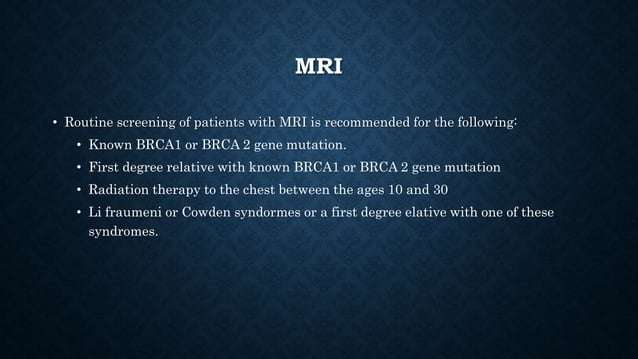 MRI
• Routine screening of patients with MRI is recommended for the following:
• Known BRCA1 or BRCA 2 gene mutation.
• First degree relative with known BRCA1 or BRCA 2 gene mutation
• Radiation therapy to the chest between the ages 10 and 30
• Li fraumeni or Cowden syndormes or a first degree elative with one of these
syndromes.